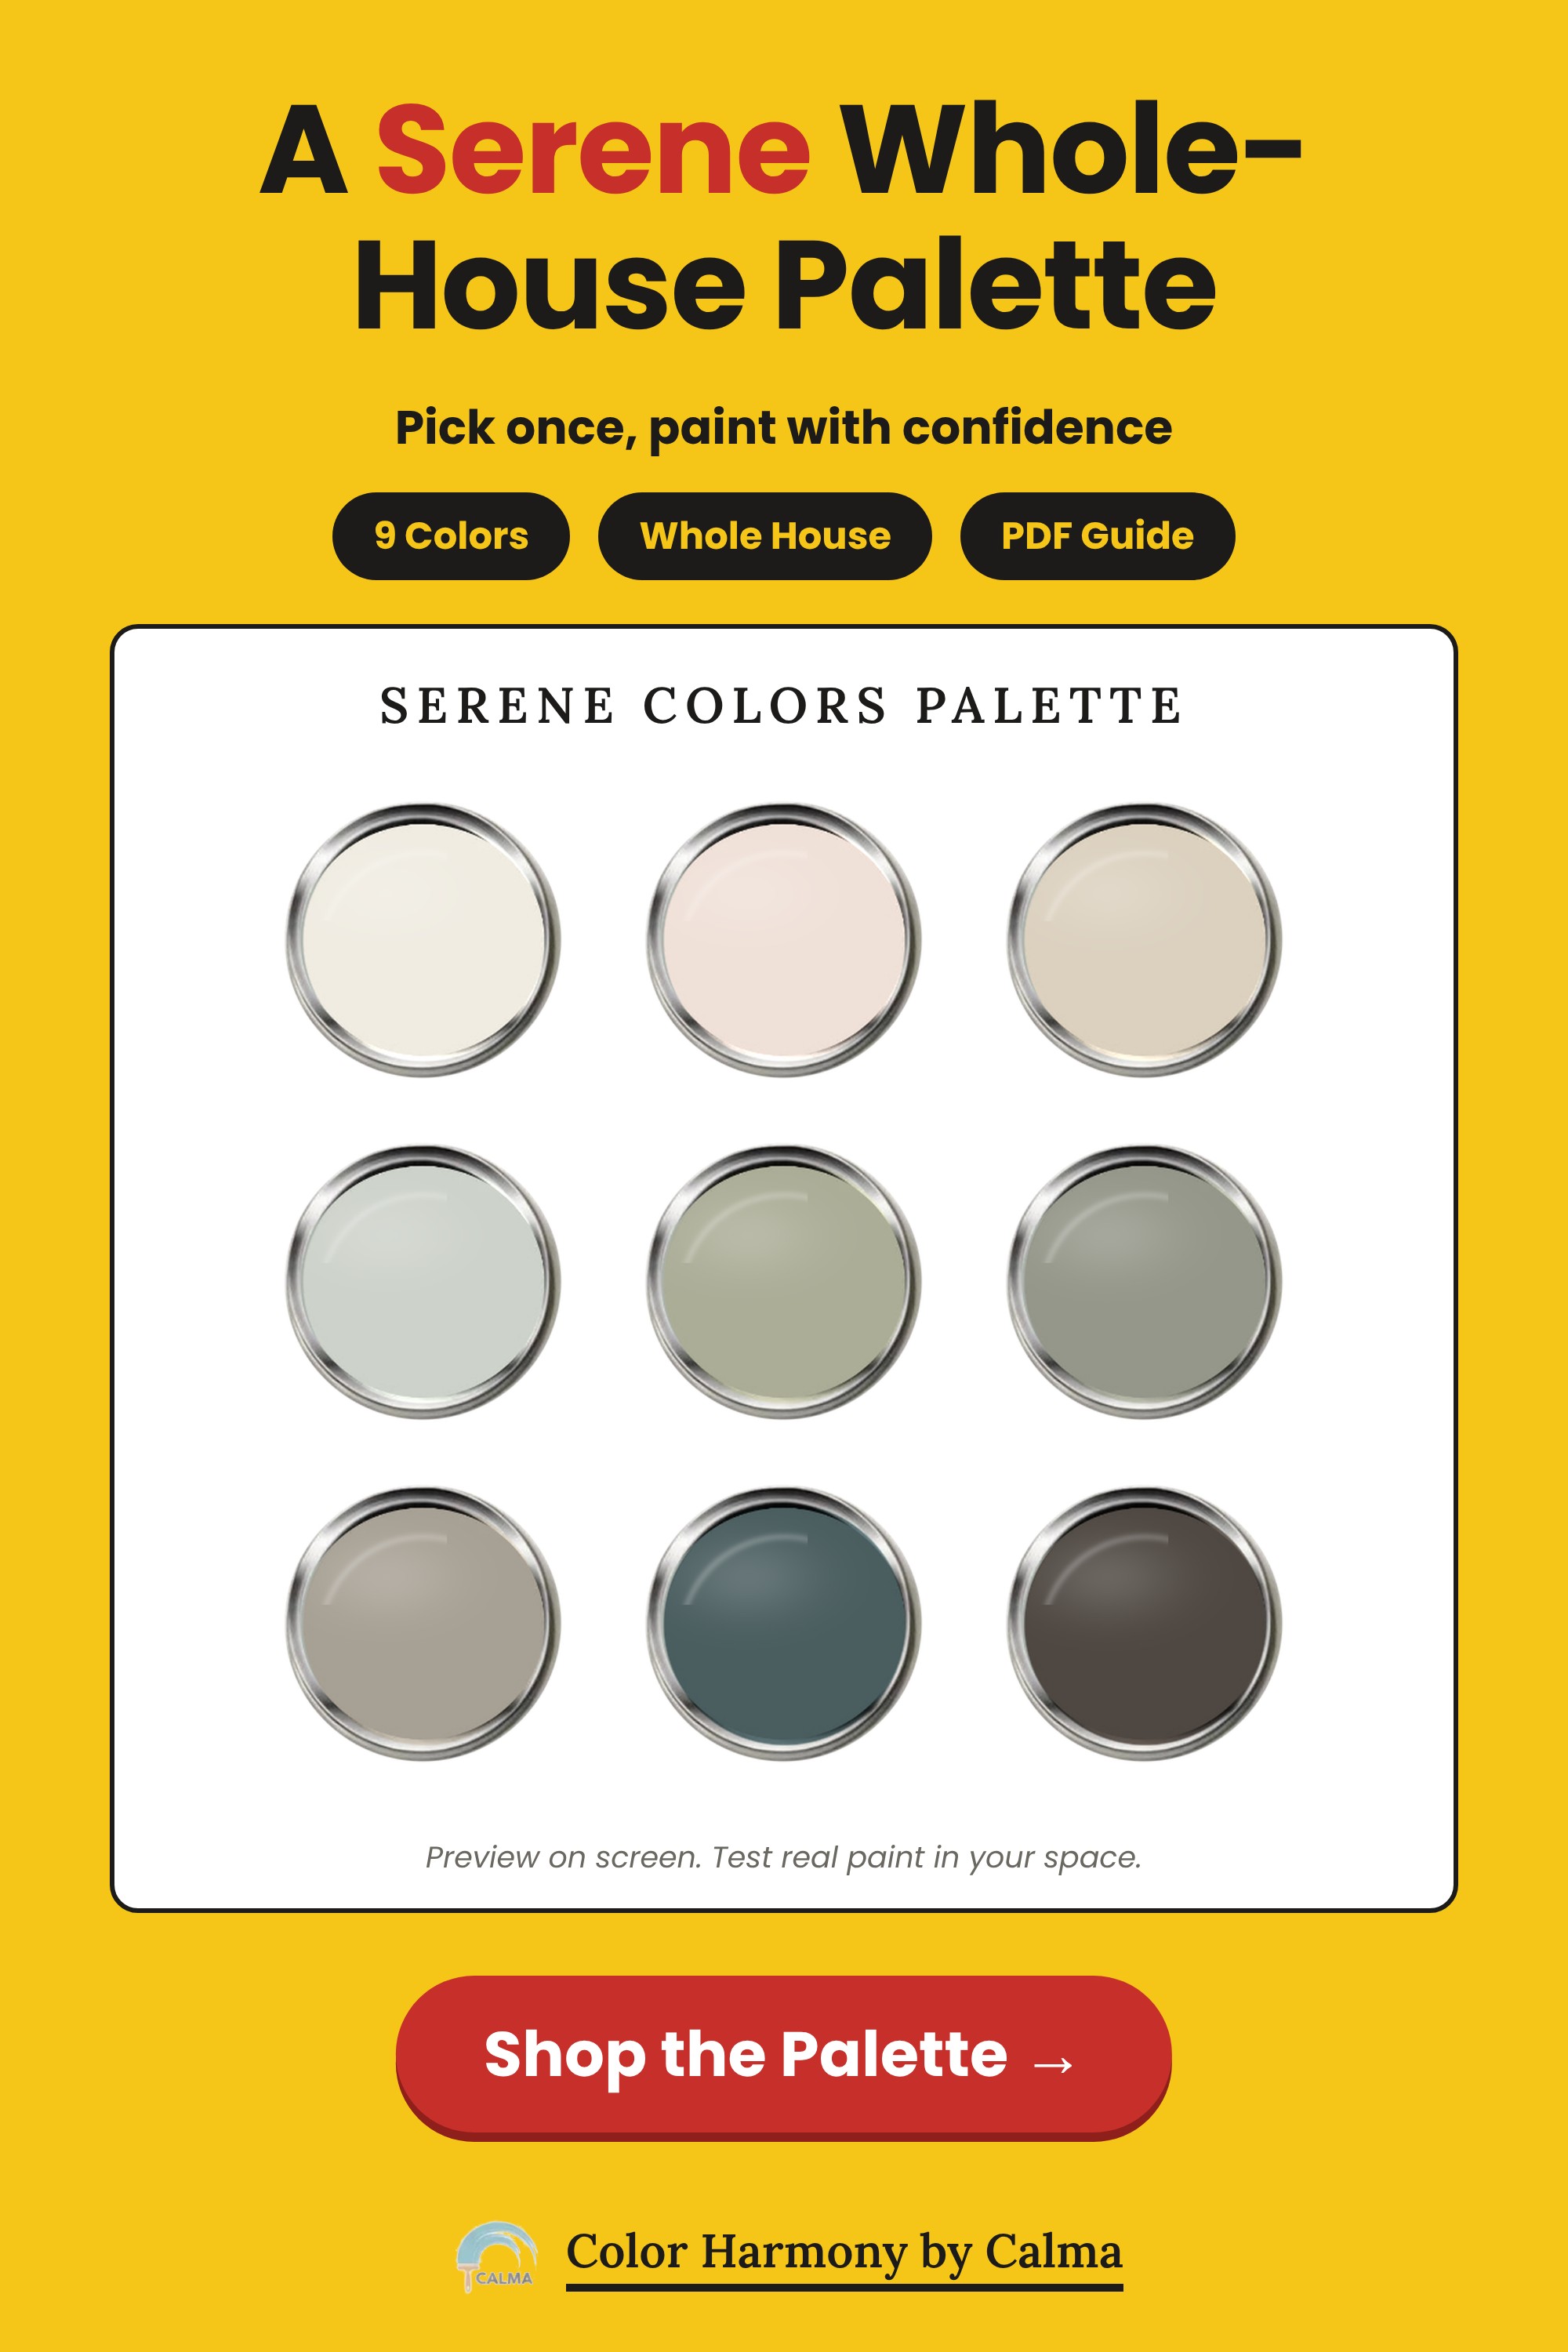 A Serene Whole-
House Palette
Pick once, paint with confidence
9 Colors Whole House PDF Guide
SERENE COLORS PALETTE
Preview on screen. Test real paint in your space.
Shop the Palette →
CALMA
Color Harmony by Calma